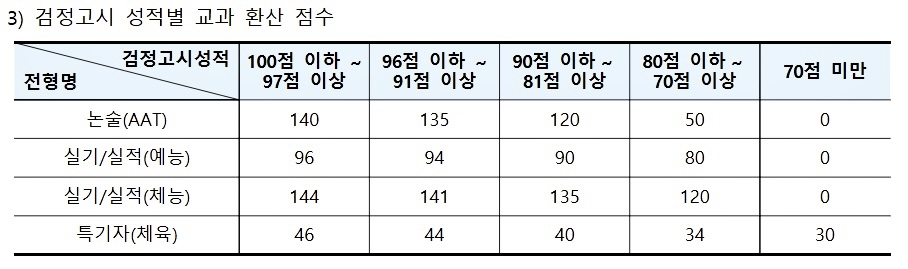 3) 검정고시 성적별 교과 환산 점수
검정고시성적
전형명
100점 이하 ~
97점 이상
96점 이하 ~
91점 이상
90점 이하 ~
81점 이상
80점 이하 ~
70점 이상
70점 미만
논술(AAT) 140 135 120 50 0
실기/실적(예능) 96 94 90 80 0
실기/실적(체능) 144 141 135 120 0
특기자(체육) 46 44 40 34 30